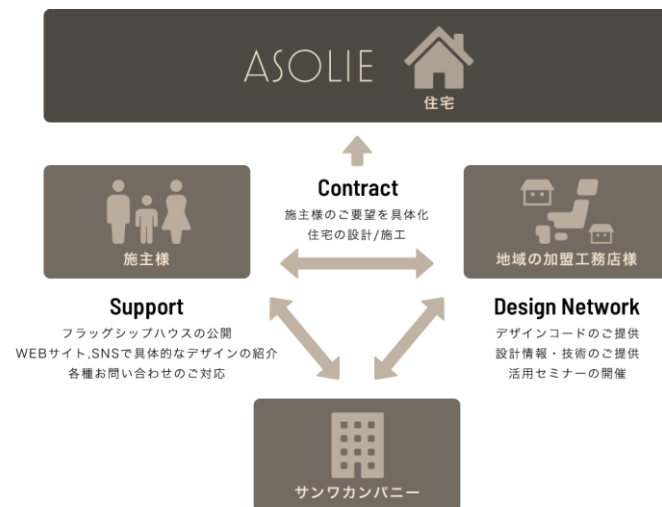 ASOLIE
住宅
Contract
施主様のご要望を具体化
住宅の設計/施工
施主様
地域の加盟工務店様
Support
フラッグシップハウスの公開
WEBサイト,SNSで具体的なデザインの紹介
各種お問い合わせのご対応
Design Network
デザインコードのご提供
設計情報・技術のご提供
活用セミナーの開催
サンワカンパニー